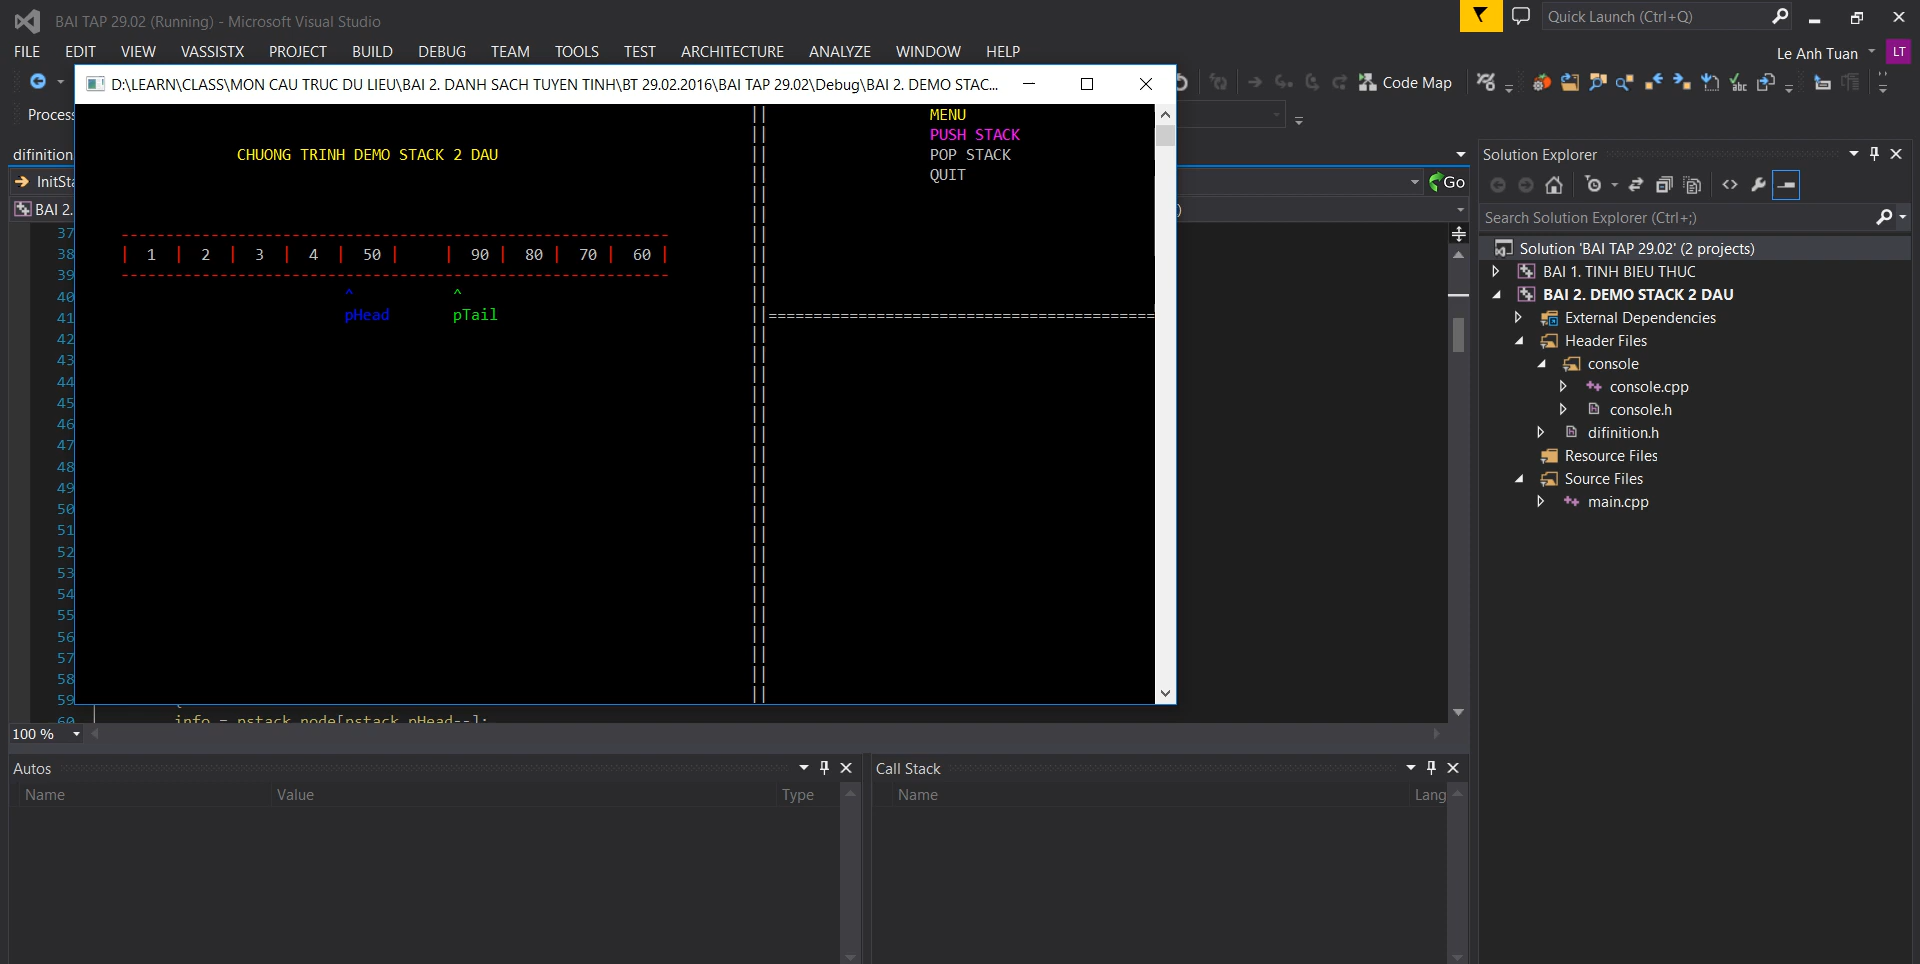 BAI TAP 29.02 (Running) - Microsoft Visual Studio
Quick Launch (Ctrl+Q)
FILE EDIT VIEW VASSISTX PROJECT BUILD DEBUG TEAM TOOLS TEST ARCHITECTURE ANALYZE WINDOW HELP
Le Anh Tuan LT
D:\LEARN\CLASS\MON CAU TRUC DU LIEU\BAI 2. DANH SACH TUYEN TINH\BT 29.02.2016\BAI TAP 29.02\Debug\BAI 2. DEMO STAC...
Code Map
Process
difinition
InitSta
Go
BAI 2.
MENU
PUSH STACK
POP STACK
QUIT
CHUONG TRINH DEMO STACK 2 DAU
| 1 | 2 | 3 | 4 | 50 | | 90 | 80 | 70 | 60 |
^ ^
pHead pTail
37
38
39
40
41
42
43
44
45
46
47
48
49
50
51
52
53
54
55
56
57
58
59
60 info = pstack.node[pstack.pHead--];
100 %
Solution Explorer
Search Solution Explorer (Ctrl+;)
Solution 'BAI TAP 29.02' (2 projects)
BAI 1. TINH BIEU THUC
BAI 2. DEMO STACK 2 DAU
External Dependencies
Header Files
console
console.cpp
console.h
difinition.h
Resource Files
Source Files
main.cpp
Autos
Name Value Type
Call Stack
Name Lang